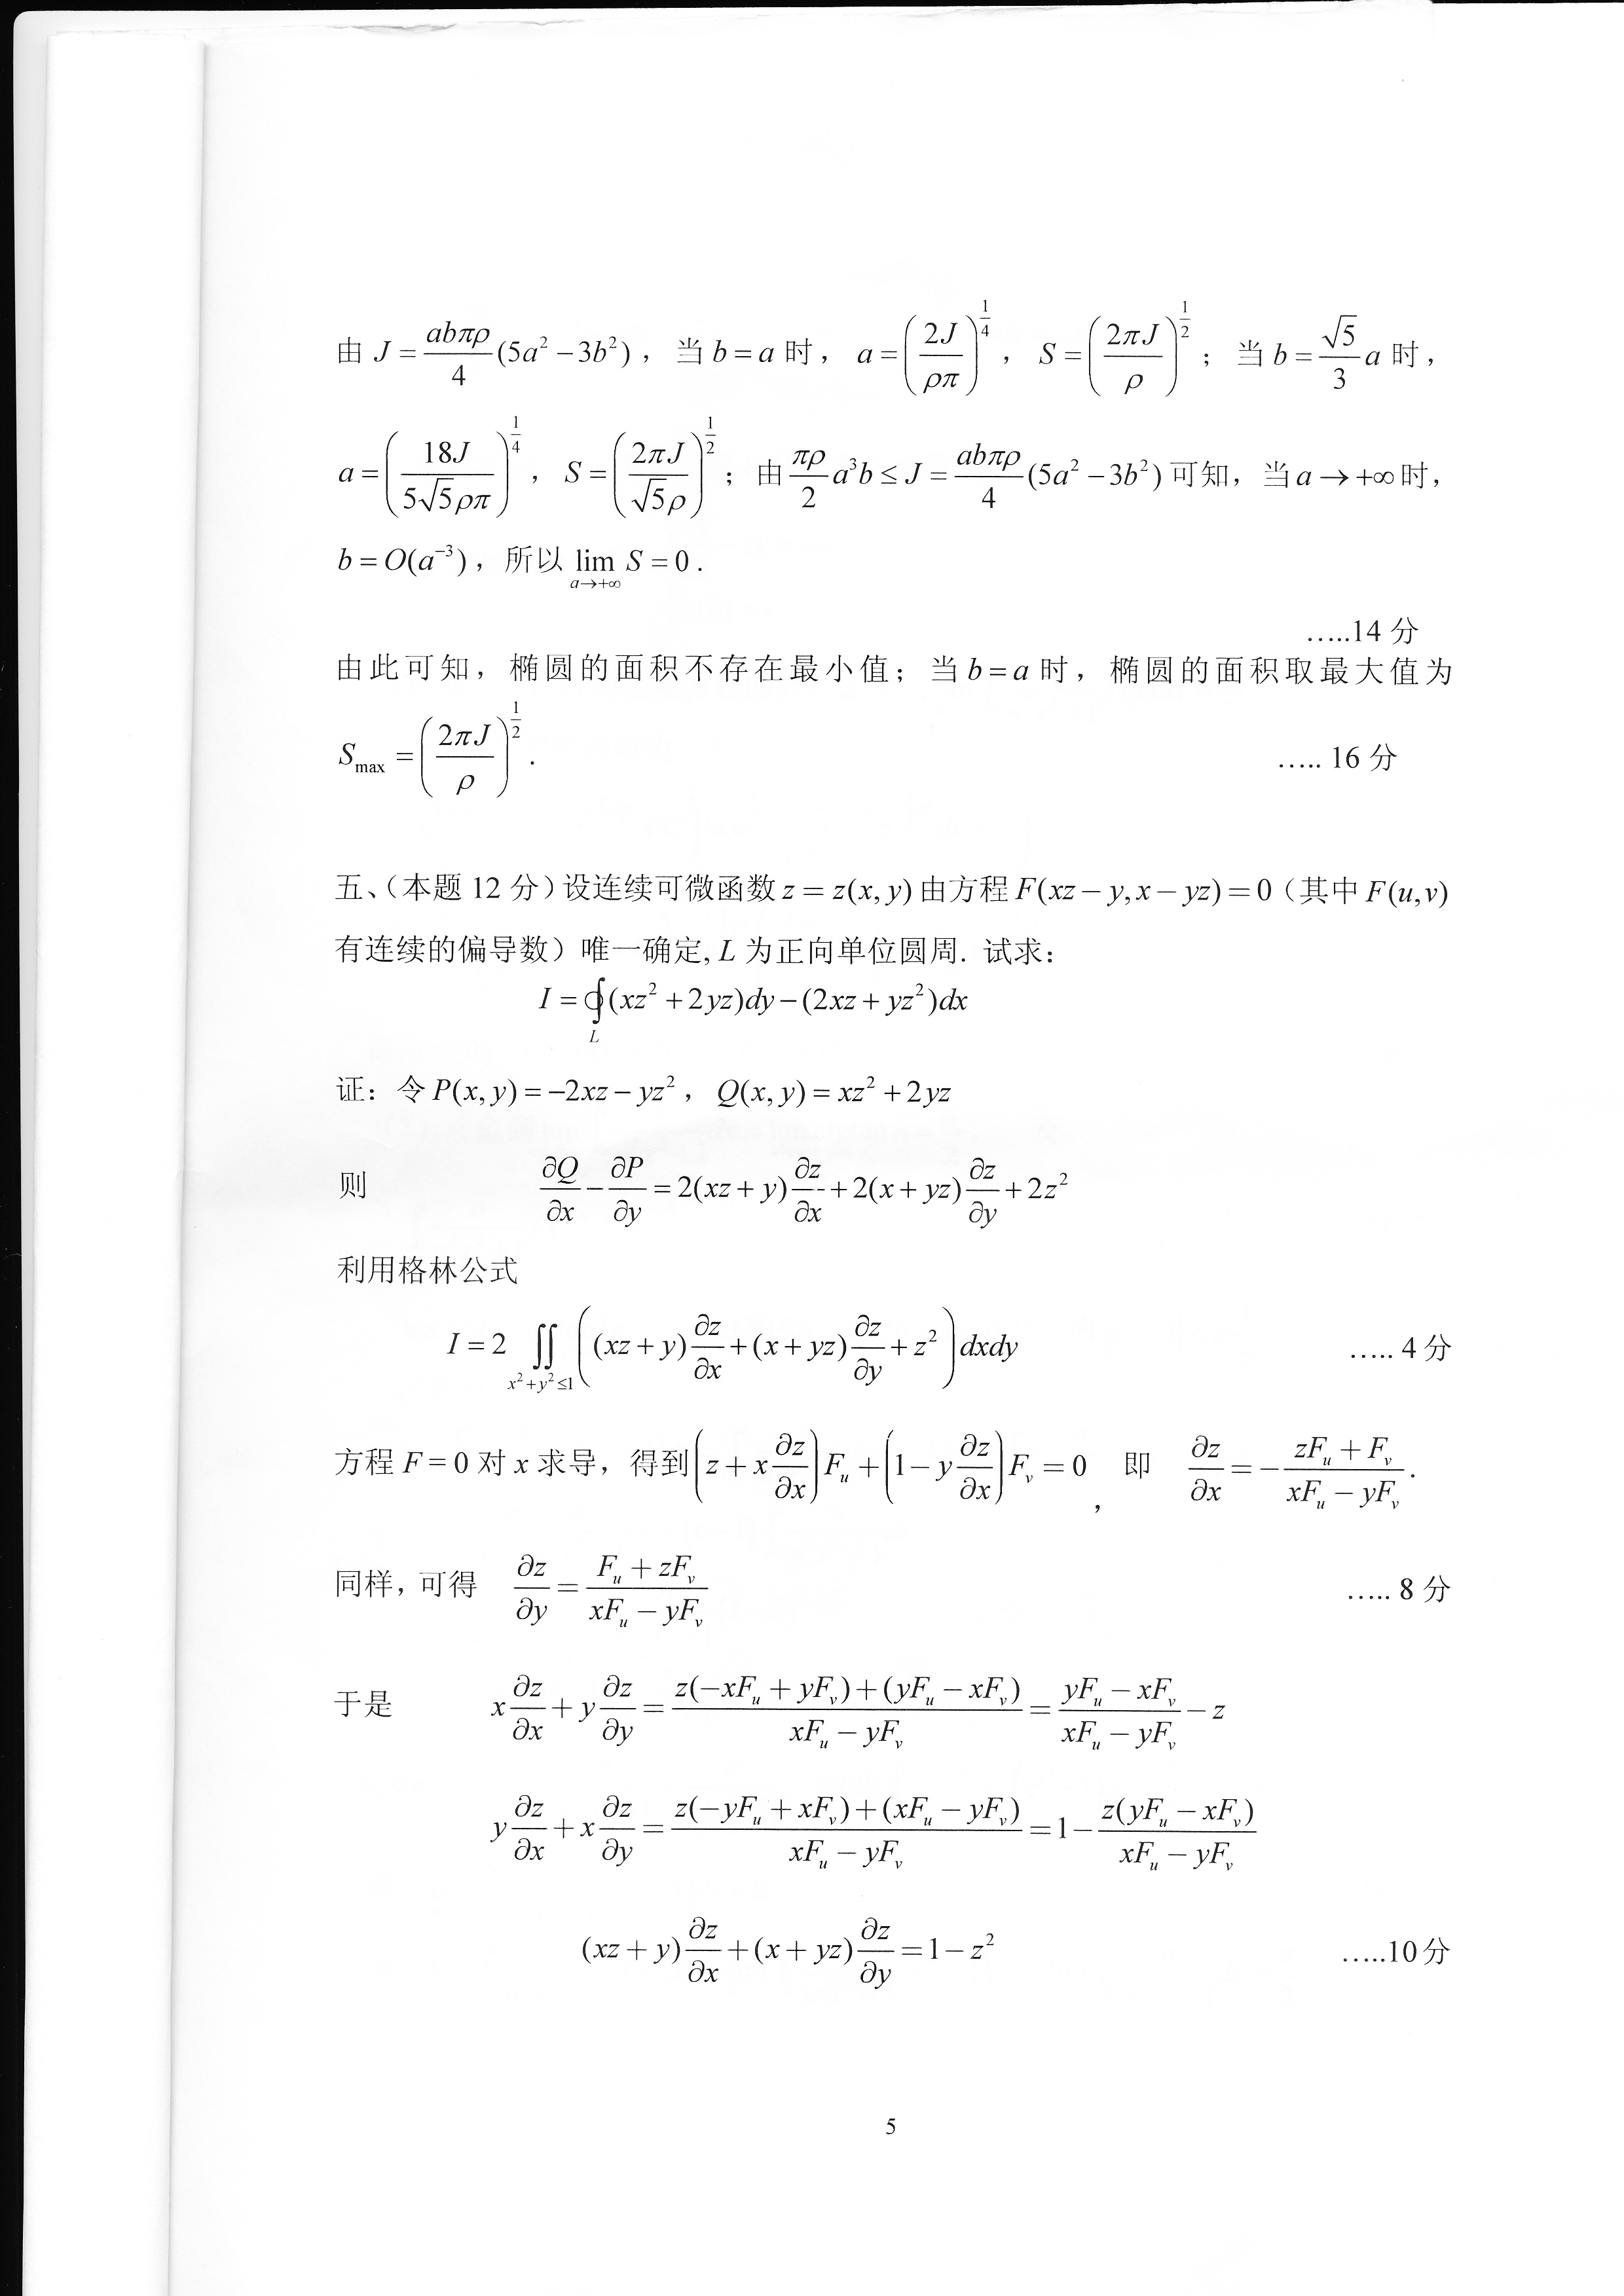 由 $J=\frac{ab\pi\rho}{4}(5a^2-3b^2)$，当 $b=a$ 时，$a=\left(\frac{2J}{\rho\pi}\right)^{\frac{1}{4}}$，$S=\left(\frac{2\pi J}{\rho}\right)^{\frac{1}{2}}$；当 $b=\frac{\sqrt{5}}{3}a$ 时，
$a=\left(\frac{18J}{5\sqrt{5}\rho\pi}\right)^{\frac{1}{4}}$，$S=\left(\frac{2\pi J}{\sqrt{5}\rho}\right)^{\frac{1}{2}}$；由 $\frac{\pi\rho}{2}a^3b\le J=\frac{ab\pi\rho}{4}(5a^2-3b^2)$ 可知，当 $a\to+\infty$ 时，
$b=O(a^{-3})$，所以 $\lim_{a\to+\infty}S=0$.
…..14 分
由此可知，椭圆的面积不存在最小值；当 $b=a$ 时，椭圆的面积取最大值为
$S_{\max}=\left(\frac{2\pi J}{\rho}\right)^{\frac{1}{2}}$. ….. 16 分
五、（本题 12 分）设连续可微函数 $z=z(x,y)$ 由方程 $F(xz-y,x-yz)=0$（其中 $F(u,v)$
有连续的偏导数）唯一确定, $L$ 为正向单位圆周. 试求：
$I=\oint_L(xz^2+2yz)dy-(2xz+yz^2)dx$
证：令 $P(x,y)=-2xz-yz^2$，$Q(x,y)=xz^2+2yz$
则 $\frac{\partial Q}{\partial x}-\frac{\partial P}{\partial y}=2(xz+y)\frac{\partial z}{\partial x}+2(x+yz)\frac{\partial z}{\partial y}+2z^2$
利用格林公式
$I=2\iint_{x^2+y^2\le1}\left((xz+y)\frac{\partial z}{\partial x}+(x+yz)\frac{\partial z}{\partial y}+z^2\right)dxdy$ ….. 4 分
方程 $F=0$ 对 $x$ 求导，得到 $\left(z+x\frac{\partial z}{\partial x}\right)F_u+\left(1-y\frac{\partial z}{\partial x}\right)F_v=0$ ， 即 $\frac{\partial z}{\partial x}=-\frac{zF_u+F_v}{xF_u-yF_v}$.
同样，可得 $\frac{\partial z}{\partial y}=\frac{F_u+zF_v}{xF_u-yF_v}$ ….. 8 分
于是 $x\frac{\partial z}{\partial x}+y\frac{\partial z}{\partial y}=\frac{z(-xF_u+yF_v)+(yF_u-xF_v)}{xF_u-yF_v}=\frac{yF_u-xF_v}{xF_u-yF_v}-z$
$y\frac{\partial z}{\partial x}+x\frac{\partial z}{\partial y}=\frac{z(-yF_u+xF_v)+(xF_u-yF_v)}{xF_u-yF_v}=1-\frac{z(yF_u-xF_v)}{xF_u-yF_v}$
$(xz+y)\frac{\partial z}{\partial x}+(x+yz)\frac{\partial z}{\partial y}=1-z^2$ …..10 分
5